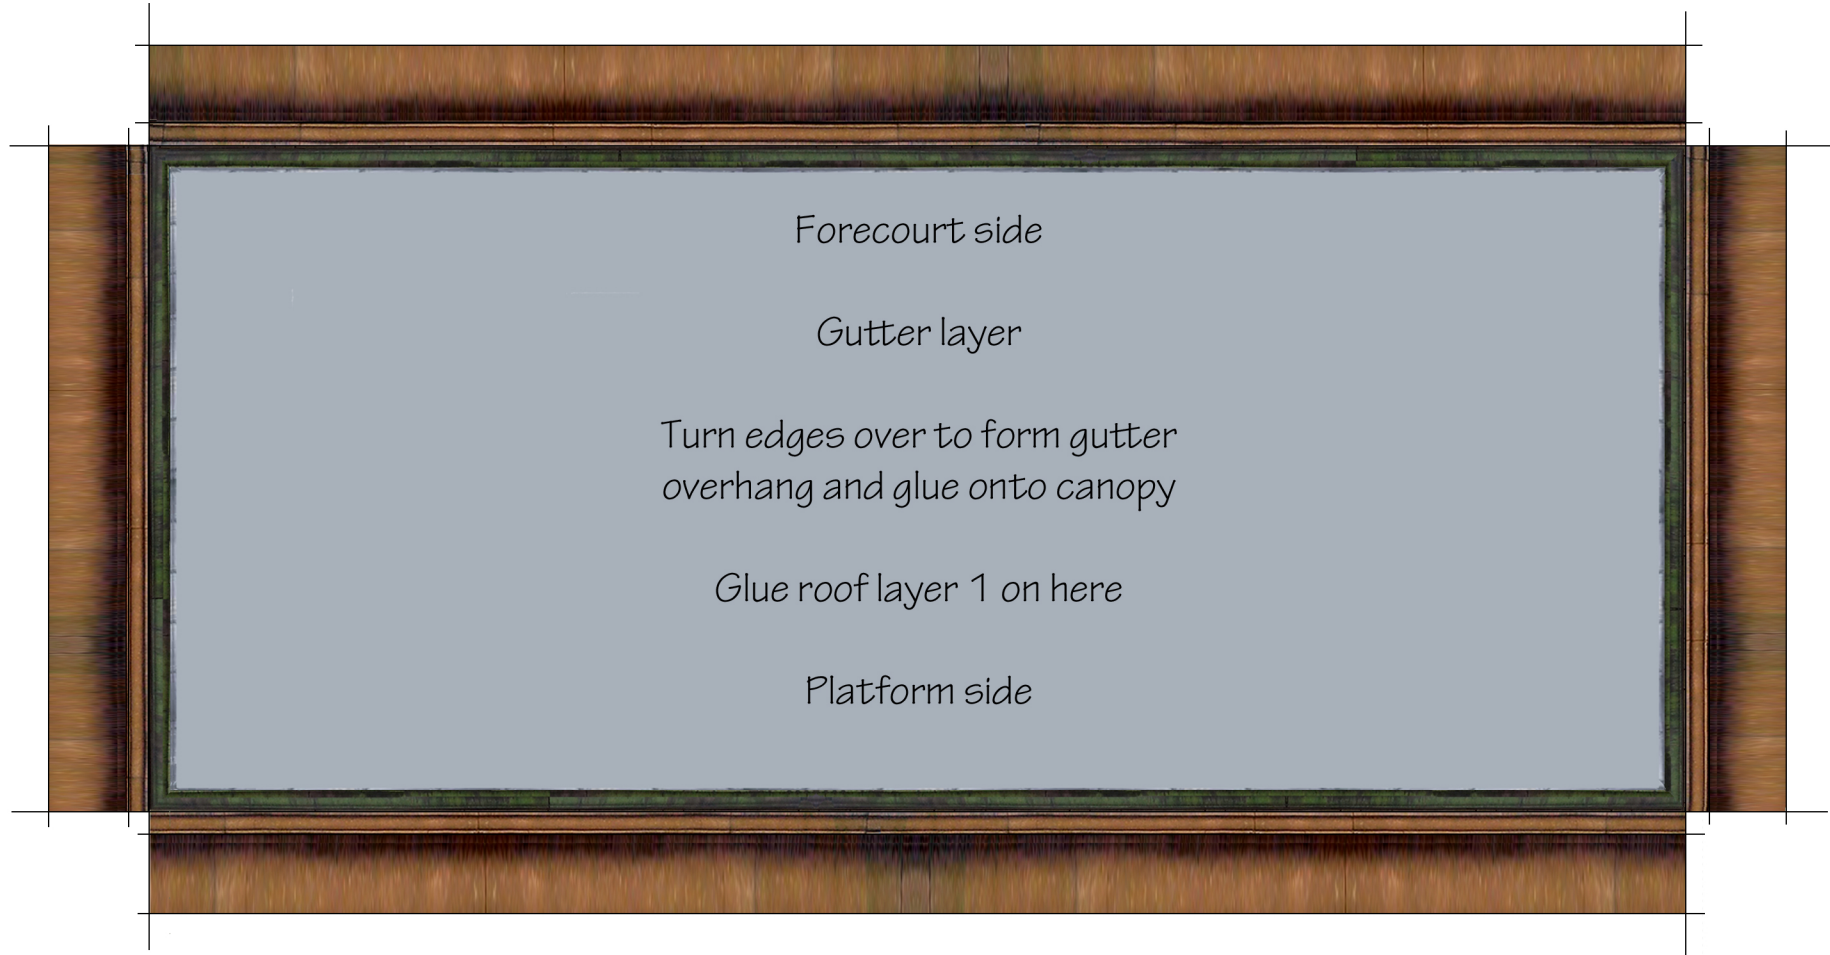 Forecourt side
Gutter layer
Turn edges over to form gutter
overhang and glue onto canopy
Glue roof layer 1 on here
Platform side